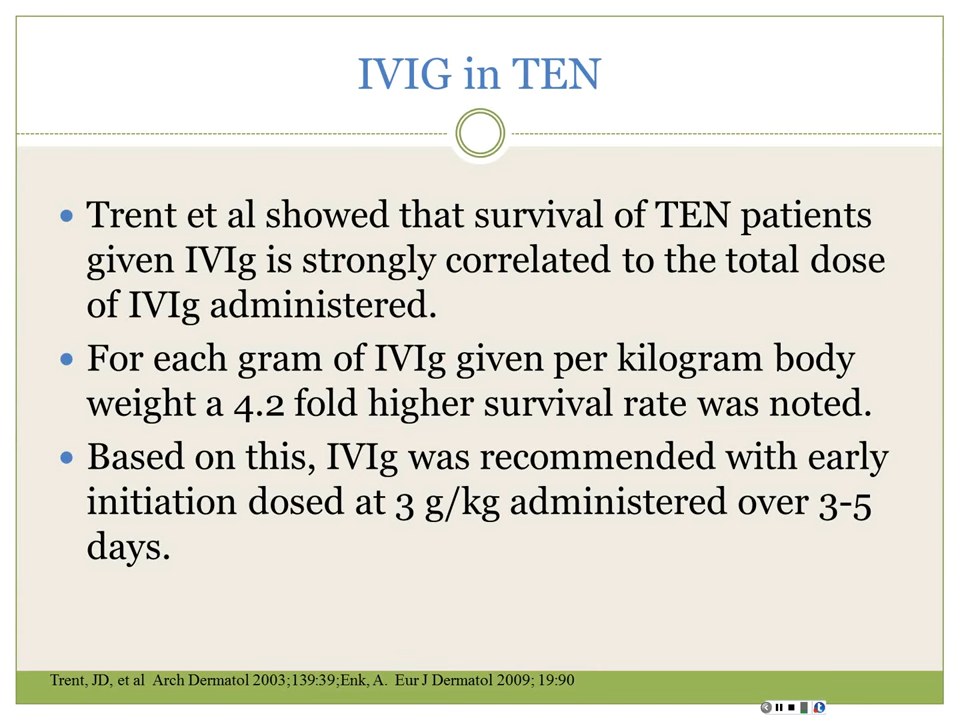 IVIG in TEN
Trent et al showed that survival of TEN patients
given IVIg is strongly correlated to the total dose
of IVIg administered.
For each gram of IVIg given per kilogram body
weight a 4.2 fold higher survival rate was noted.
Based on this, IVIg was recommended with early
initiation dosed at 3 g/kg administered over 3-5
days.
Trent, JD, et al Arch Dermatol 2003;139:39;Enk, A. Eur J Dermatol 2009; 19:90